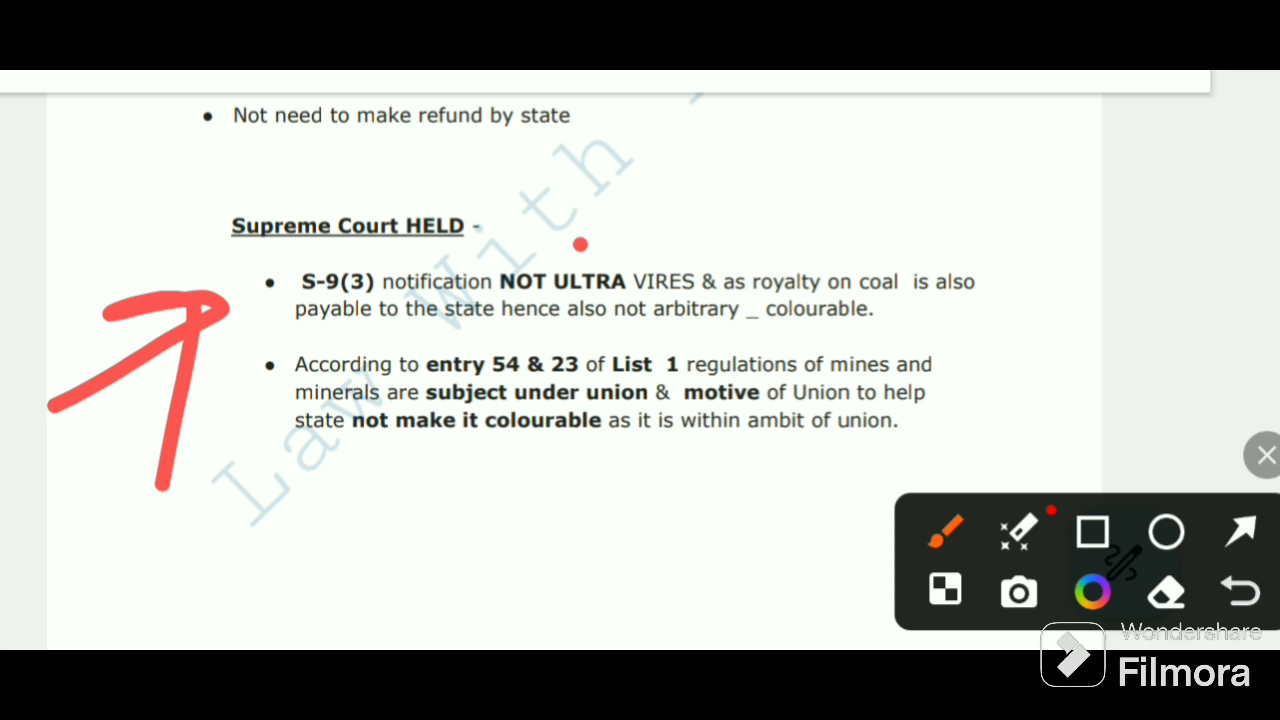 • Not need to make refund by state
Supreme Court HELD -
• S-9(3) notification NOT ULTRA VIRES & as royalty on coal is also
payable to the state hence also not arbitrary _ colourable.
• According to entry 54 & 23 of List 1 regulations of mines and
minerals are subject under union & motive of Union to help
state not make it colourable as it is within ambit of union.
Law With
Wondershare
Filmora